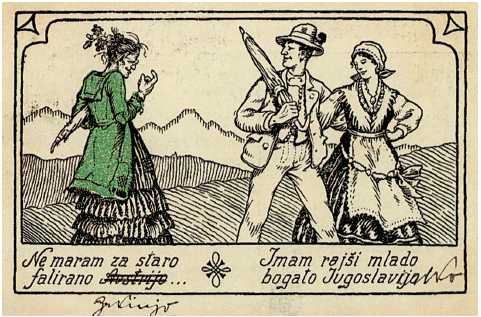 Ne maram za staro
falirano Avstrijo...
Imam rajši mlado
bogato Jugoslavijo